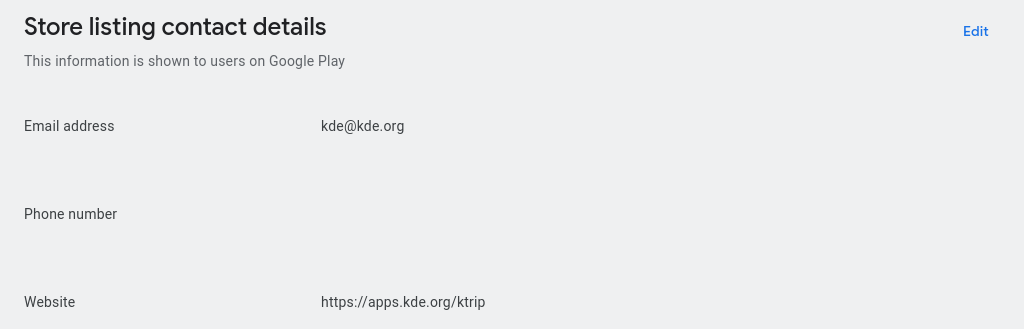 Store listing contact details
Edit
This information is shown to users on Google Play
Email address kde@kde.org
Phone number
Website https://apps.kde.org/ktrip